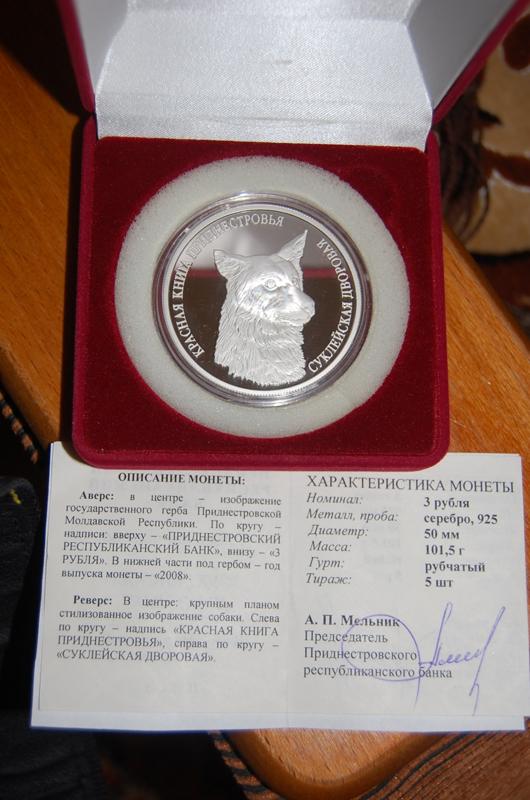 КРАСНАЯ КНИГА ПРИДНЕСТРОВЬЯ
СУКЛЕЙСКАЯ ДВОРОВАЯ
ОПИСАНИЕ МОНЕТЫ:
Аверс: в центре – изображение
государственного герба Приднестровской
Молдавской Республики. По кругу –
надписи: вверху – «ПРИДНЕСТРОВСКИЙ
РЕСПУБЛИКАНСКИЙ БАНК», внизу – «3
РУБЛЯ». В нижней части под гербом – год
выпуска монеты – «2008».
Реверс: В центре: крупным планом
стилизованное изображение собаки. Слева
по кругу – надпись «КРАСНАЯ КНИГА
ПРИДНЕСТРОВЬЯ», справа по кругу –
«СУКЛЕЙСКАЯ ДВОРОВАЯ».
ХАРАКТЕРИСТИКА МОНЕТЫ
Номинал: 3 рубля
Металл, проба: серебро, 925
Диаметр: 50 мм
Масса: 101,5 г
Гурт: рубчатый
Тираж: 5 шт
А. П. Мельник
Председатель
Приднестровского
республиканского банка